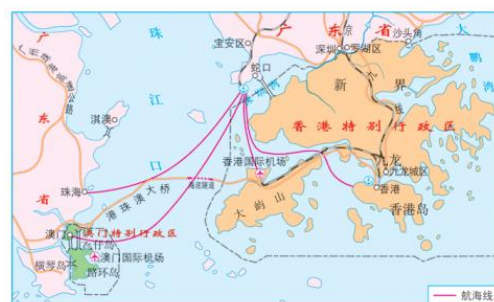 广东省
珠江口
宝安区
蛇口
深圳
罗湖区
沙头角
大鹏湾
广东省
淇澳
新界
香港特别行政区
香港国际机场
九龙
九龙城区
香港
香港岛
大屿山
珠海
港珠澳大桥
海底隧道
澳门
澳门特别行政区
氹仔岛
澳门国际机场
路环岛
横琴岛
航海线